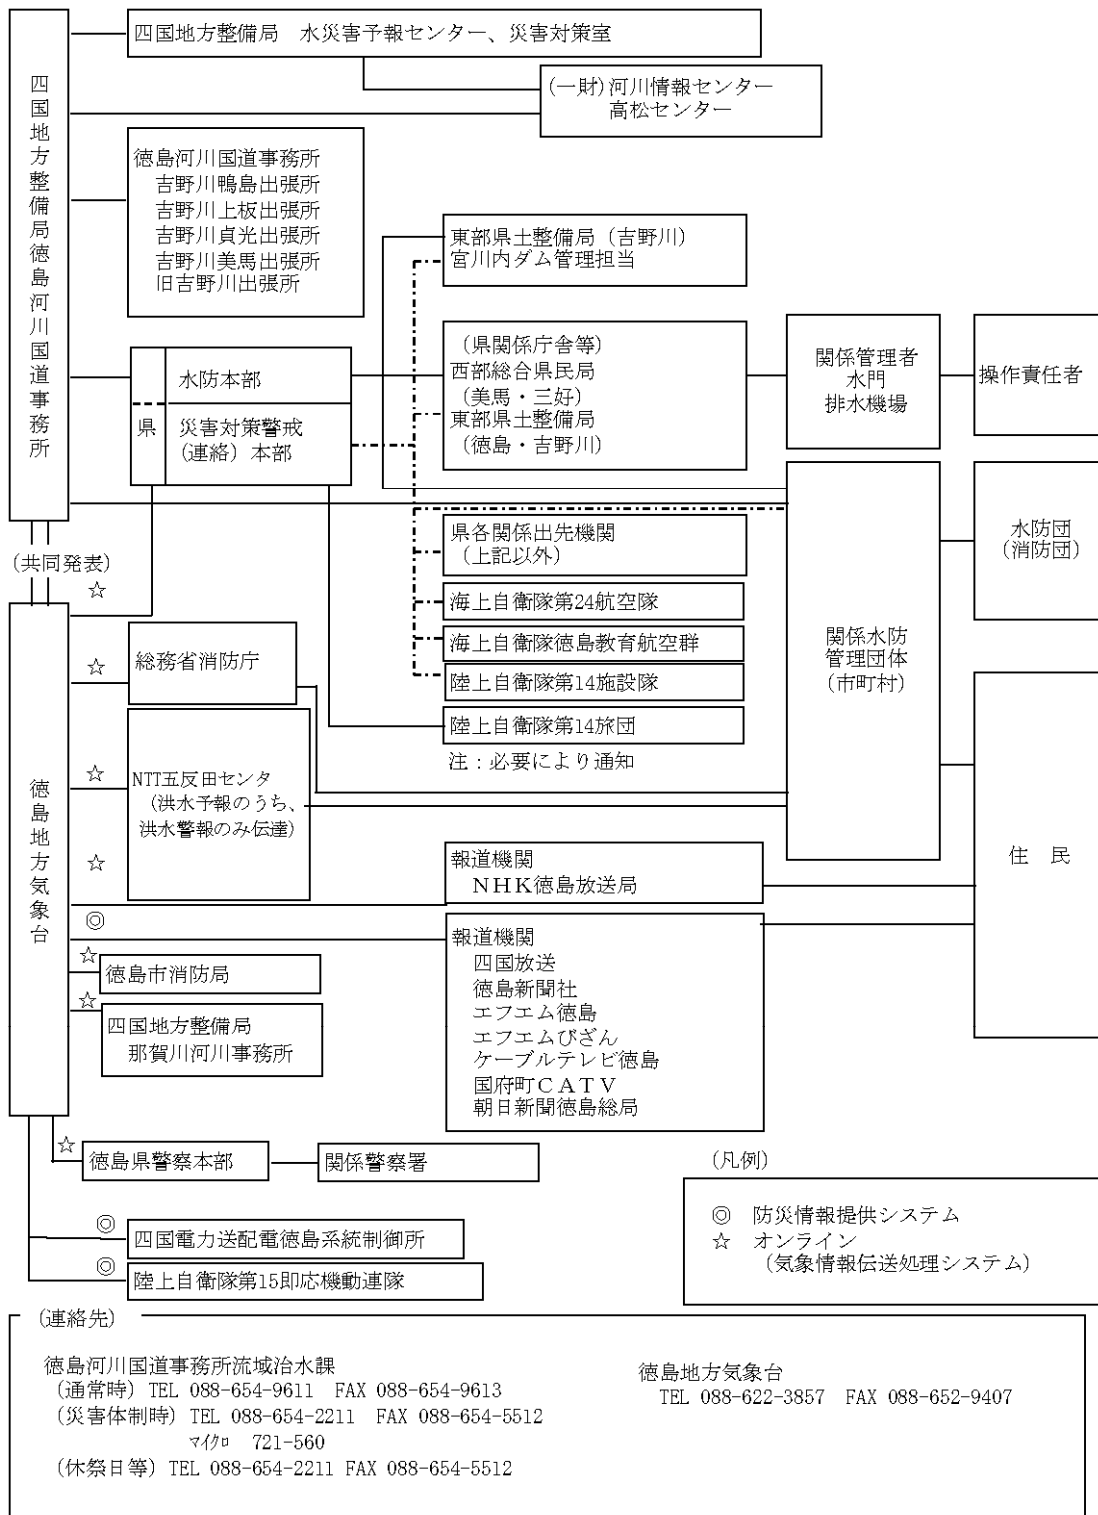 四国地方整備局徳島河川国道事務所
四国地方整備局　水災害予報センター、災害対策室
(一財)河川情報センター
高松センター
徳島河川国道事務所
吉野川鴨島出張所
吉野川上板出張所
吉野川貞光出張所
吉野川美馬出張所
旧吉野川出張所
東部県土整備局（吉野川）
宮川内ダム管理担当
県
水防本部
災害対策警戒
(連絡）本部
（県関係庁舎等）
西部総合県民局
（美馬・三好）
東部県土整備局
（徳島・吉野川）
関係管理者
水門
排水機場
操作責任者
県各関係出先機関
（上記以外）
海上自衛隊第24航空隊
海上自衛隊徳島教育航空群
陸上自衛隊第14施設隊
陸上自衛隊第14旅団
注：必要により通知
関係水防
管理団体
（市町村）
水防団
（消防団）
住　民
(共同発表)
☆
徳島地方気象台
☆
総務省消防庁
☆
NTT五反田センタ
（洪水予報のうち、
洪水警報のみ伝達）
☆
報道機関
ＮＨＫ徳島放送局
◎
報道機関
四国放送
徳島新聞社
エフエム徳島
エフエムびざん
ケーブルテレビ徳島
国府町ＣＡＴＶ
朝日新聞徳島総局
☆
徳島市消防局
☆
四国地方整備局
那賀川河川事務所
☆
徳島県警察本部
関係警察署
◎
四国電力送配電徳島系統制御所
◎
陸上自衛隊第15即応機動連隊
（凡例）
◎　防災情報提供システム
☆　オンライン
（気象情報伝送処理システム）
（連絡先）
徳島河川国道事務所流域治水課
（通常時）TEL 088-654-9611　FAX 088-654-9613
（災害体制時）TEL 088-654-2211　FAX 088-654-5512
ﾏｲｸﾛ　721-560
（休祭日等）TEL 088-654-2211 FAX 088-654-5512
徳島地方気象台
TEL 088-622-3857　FAX 088-652-9407